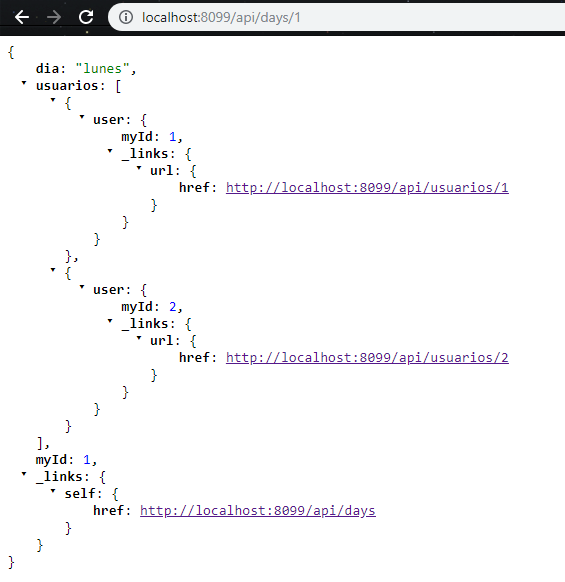 localhost:8099/api/days/1
{
dia: "lunes",
usuarios: [
{
user: {
myId: 1,
_links: {
url: {
href: http://localhost:8099/api/usuarios/1
}
}
}
},
{
user: {
myId: 2,
_links: {
url: {
href: http://localhost:8099/api/usuarios/2
}
}
}
}
],
myId: 1,
_links: {
self: {
href: http://localhost:8099/api/days
}
}
}